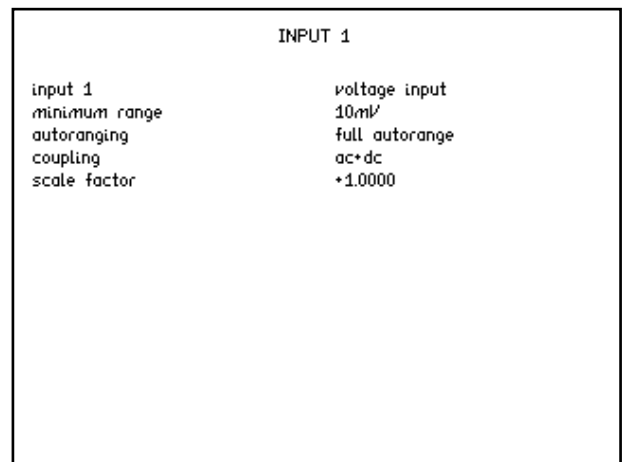 INPUT 1
input 1 voltage input
minimum range 10mV
autoranging full autorange
coupling ac+dc
scale factor +1.0000